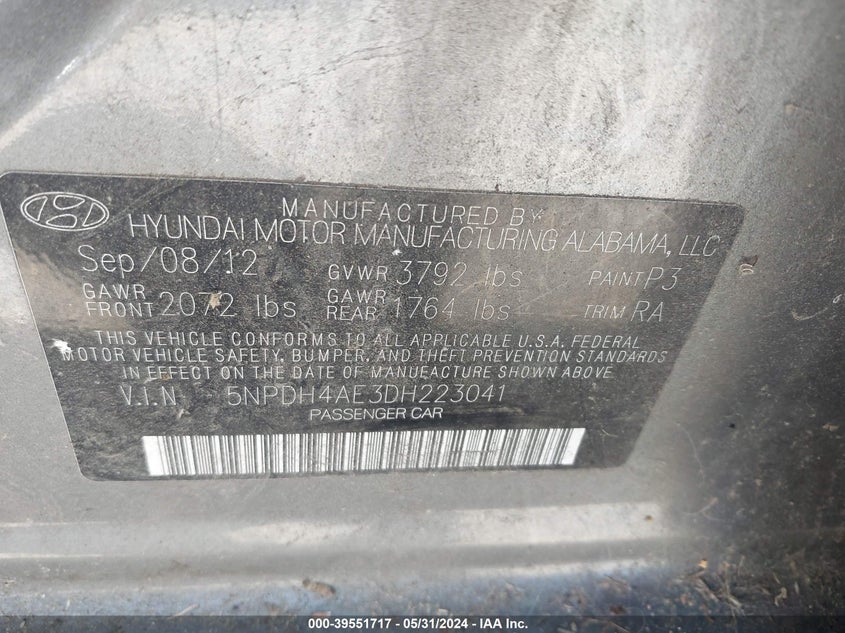 MANUFACTURED BY
HYUNDAI MOTOR MANUFACTURING ALABAMA, LLC
Sep/08/12 GVWR 3792 lbs PAINT P3
GAWR FRONT 2072 lbs GAWR REAR 1764 lbs TRIM RA
THIS VEHICLE CONFORMS TO ALL APPLICABLE U.S.A. FEDERAL
MOTOR VEHICLE SAFETY, BUMPER, AND THEFT PREVENTION STANDARDS
IN EFFECT ON THE DATE OF MANUFACTURE SHOWN ABOVE.
V.I.N 5NPDH4AE3DH223041
PASSENGER CAR
000-39551717 - 05/31/2024 - IAA Inc.